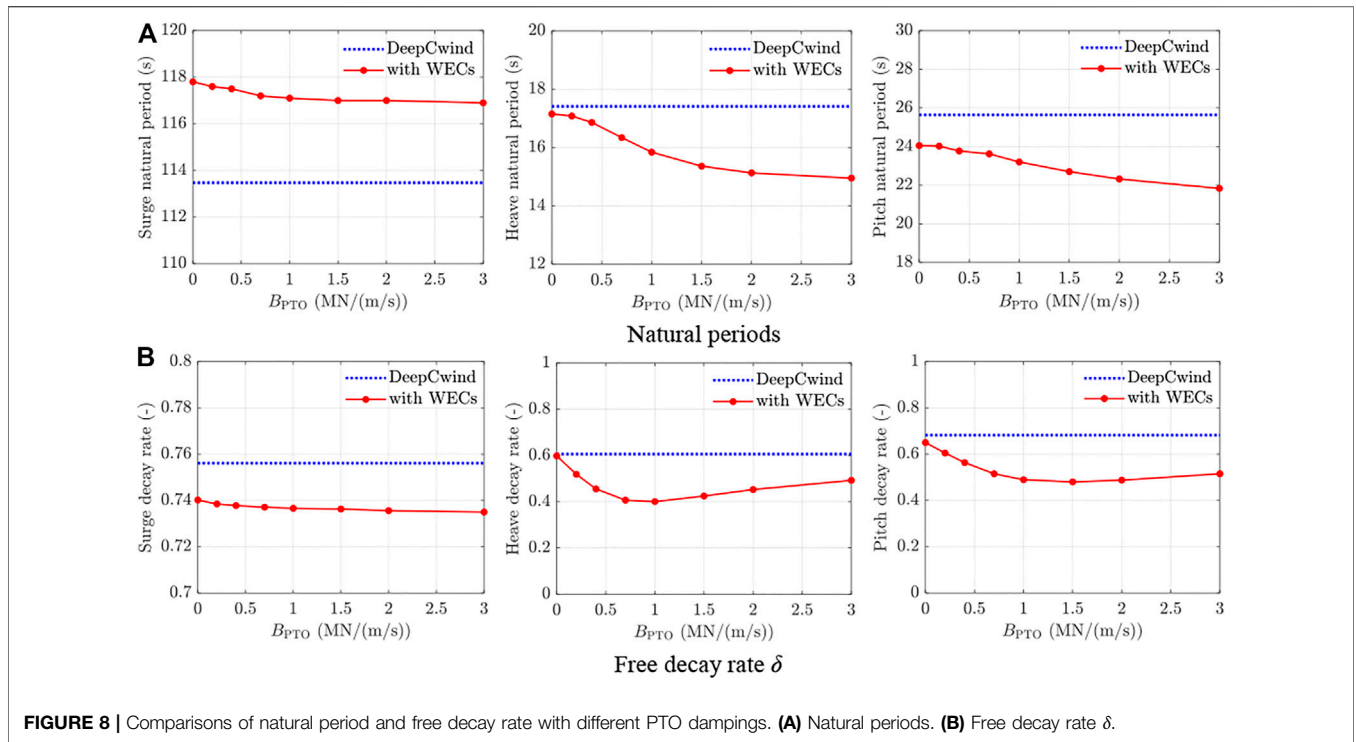 A
120
118
116
114
112
110
Surge natural period (s)
DeepCwind
with WECs
0 0.5 1 1.5 2 2.5 3
B_PTO (MN/(m/s))
20
18
16
14
12
Heave natural period (s)
DeepCwind
with WECs
0 0.5 1 1.5 2 2.5 3
B_PTO (MN/(m/s))
30
28
26
24
22
20
18
Pitch natural period (s)
DeepCwind
with WECs
0 0.5 1 1.5 2 2.5 3
B_PTO (MN/(m/s))
Natural periods
B
0.8
0.78
0.76
0.74
0.72
0.7
Surge decay rate (-)
DeepCwind
with WECs
0 0.5 1 1.5 2 2.5 3
B_PTO (MN/(m/s))
1
0.8
0.6
0.4
0.2
0
Heave decay rate (-)
DeepCwind
with WECs
0 0.5 1 1.5 2 2.5 3
B_PTO (MN/(m/s))
1
0.8
0.6
0.4
0.2
0
Pitch decay rate (-)
DeepCwind
with WECs
0 0.5 1 1.5 2 2.5 3
B_PTO (MN/(m/s))
Free decay rate δ
FIGURE 8 | Comparisons of natural period and free decay rate with different PTO dampings. (A) Natural periods. (B) Free decay rate δ.